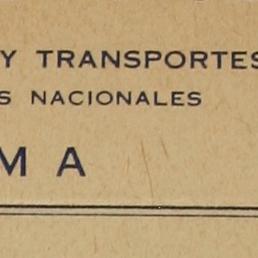 Y TRANSPORTES
S NACIONALES
M A